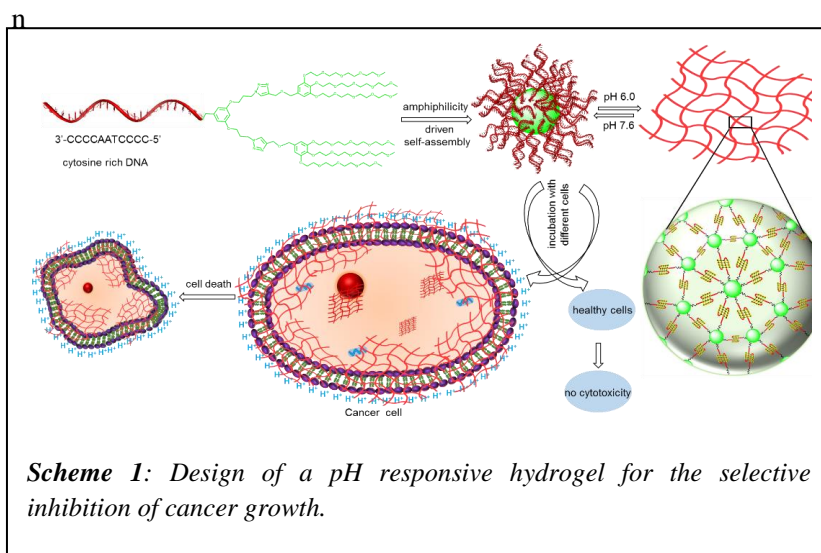 n
3'-CCCCAATCCCC-5'
cytosine rich DNA
amphiphilicity
driven
self-assembly
pH 6.0
pH 7.6
incubation with
different cells
cell death
Cancer cell
healthy cells
no cytotoxicity
Scheme 1: Design of a pH responsive hydrogel for the selective
inhibition of cancer growth.